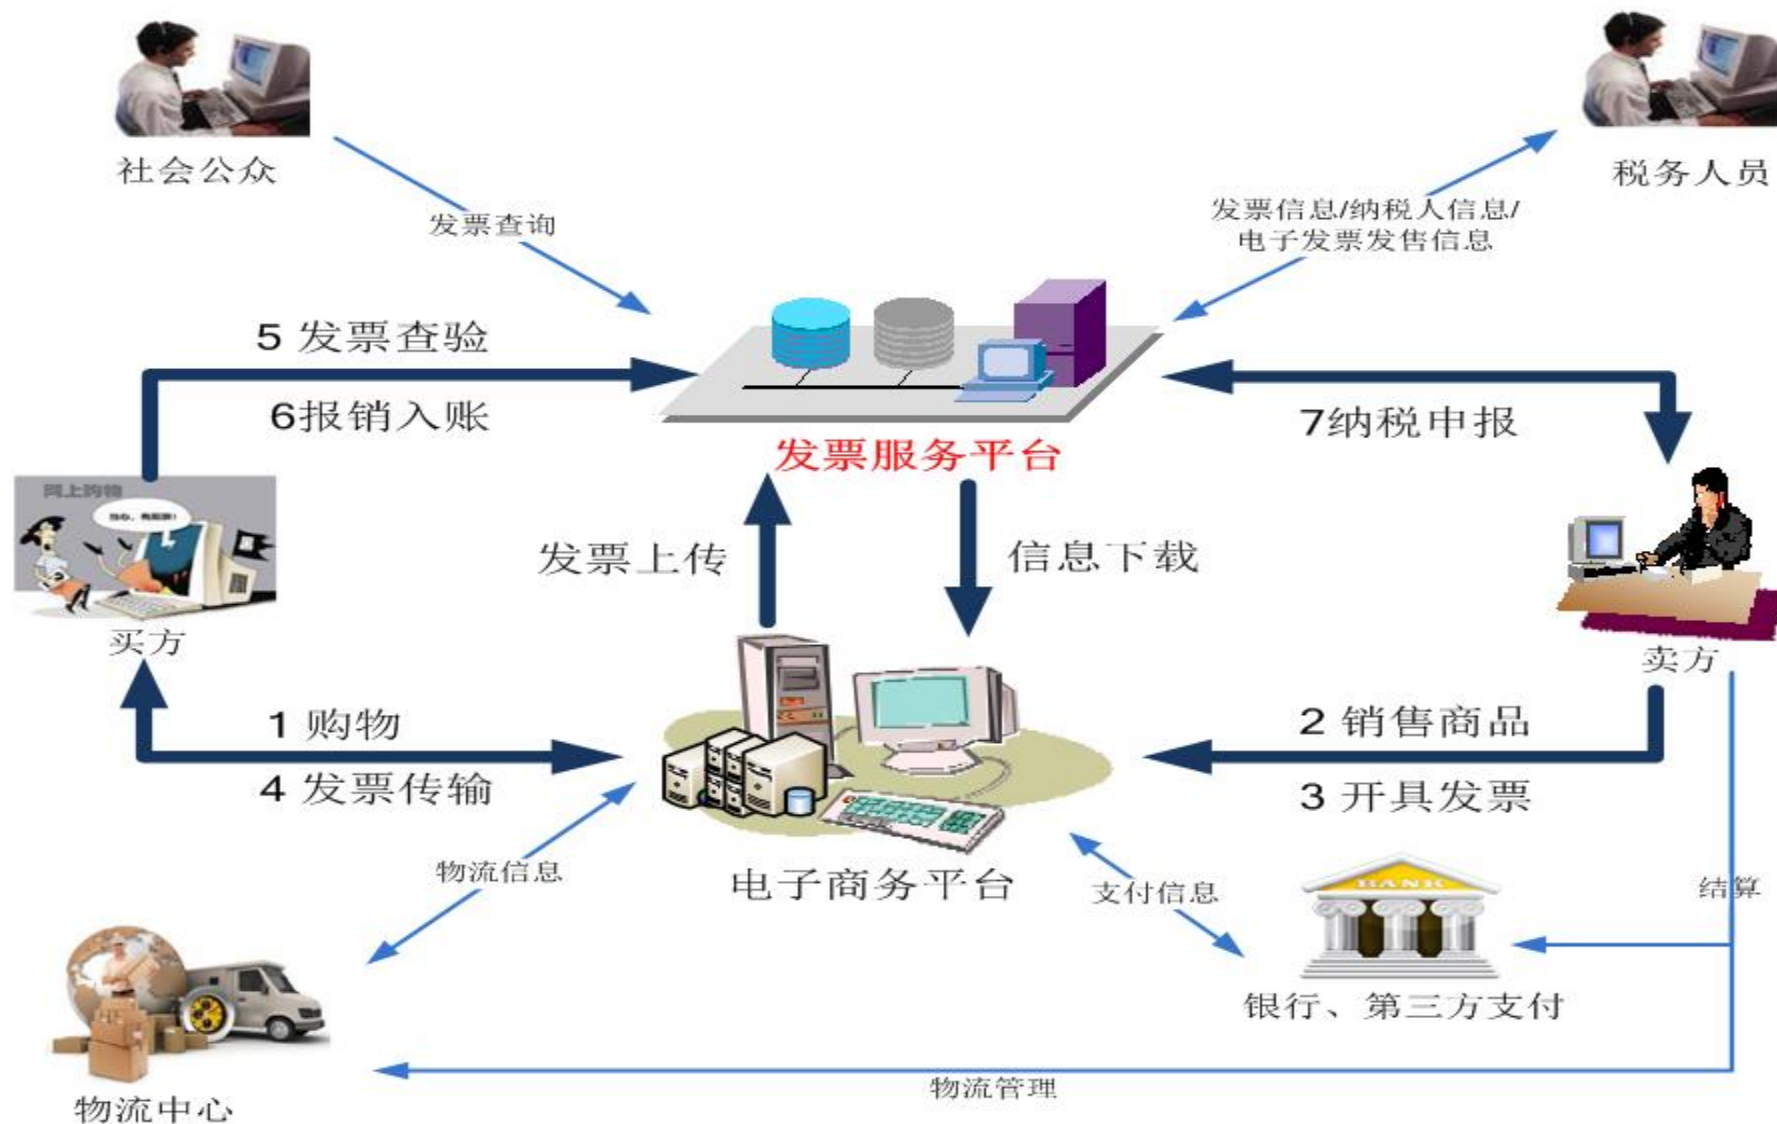 社会公众
税务人员
发票查询
发票信息/纳税人信息/
电子发票发售信息
5 发票查验
6报销入账
7纳税申报
发票服务平台
网上购物
发票上传
信息下载
买方
卖方
1 购物
2 销售商品
4 发票传输
3 开具发票
物流信息
电子商务平台
支付信息
BANK
结算
银行、第三方支付
物流管理
物流中心